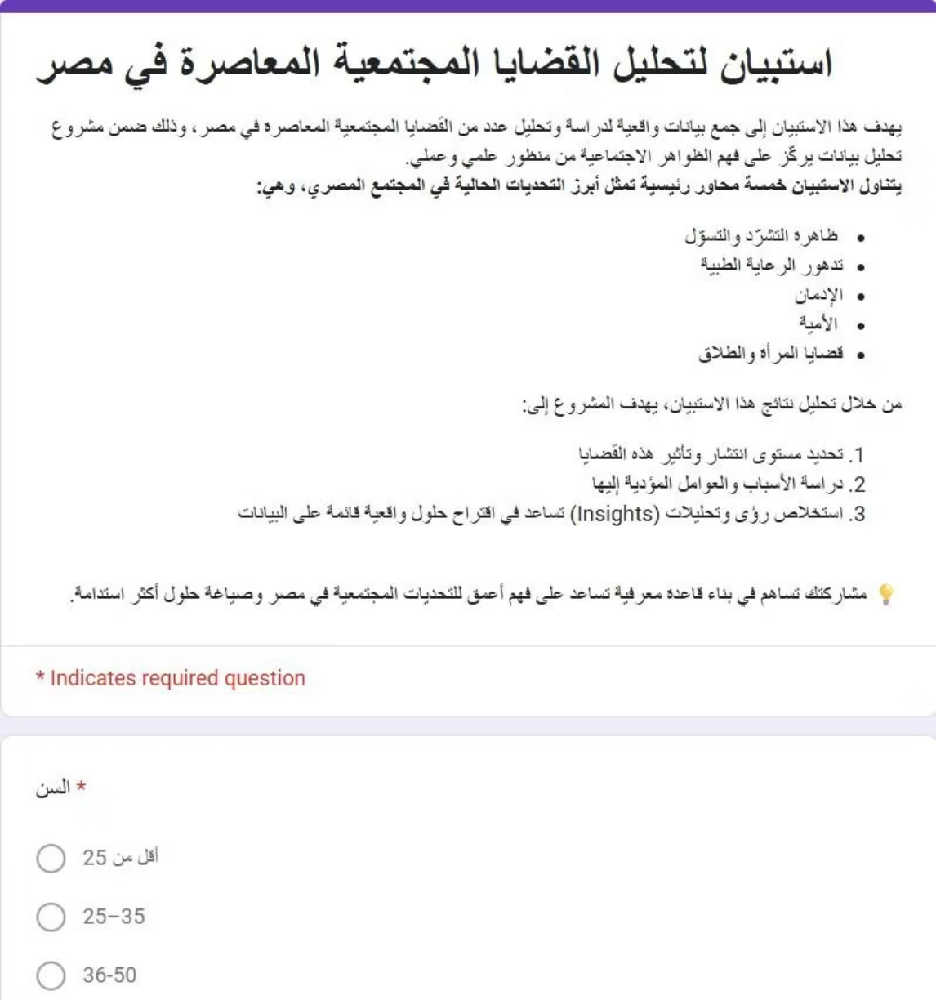 استبيان لتحليل القضايا المجتمعية المعاصرة في مصر
يهدف هذا الاستبيان إلى جمع بيانات واقعية لدراسة وتحليل عدد من القضايا المجتمعية المعاصرة في مصر، وذلك ضمن مشروع
تحليل بيانات يركّز على فهم الظواهر الاجتماعية من منظور علمي وعملي.
يتناول الاستبيان خمسة محاور رئيسية تمثل أبرز التحديات الحالية في المجتمع المصري، وهي:
• ظاهرة التشرّد والتسوّل
• تدهور الرعاية الطبية
• الإدمان
• الأمية
• قضايا المرأة والطلاق
من خلال تحليل نتائج هذا الاستبيان، يهدف المشروع إلى:
1. تحديد مستوى انتشار وتأثير هذه القضايا
2. دراسة الأسباب والعوامل المؤدية إليها
3. استخلاص رؤى وتحليلات (Insights) تساعد في اقتراح حلول واقعية قائمة على البيانات
💡 مشاركتك تساهم في بناء قاعدة معرفية تساعد على فهم أعمق للتحديات المجتمعية في مصر وصياغة حلول أكثر استدامة.
* Indicates required question
السن *
أقل من 25
25–35
36-50